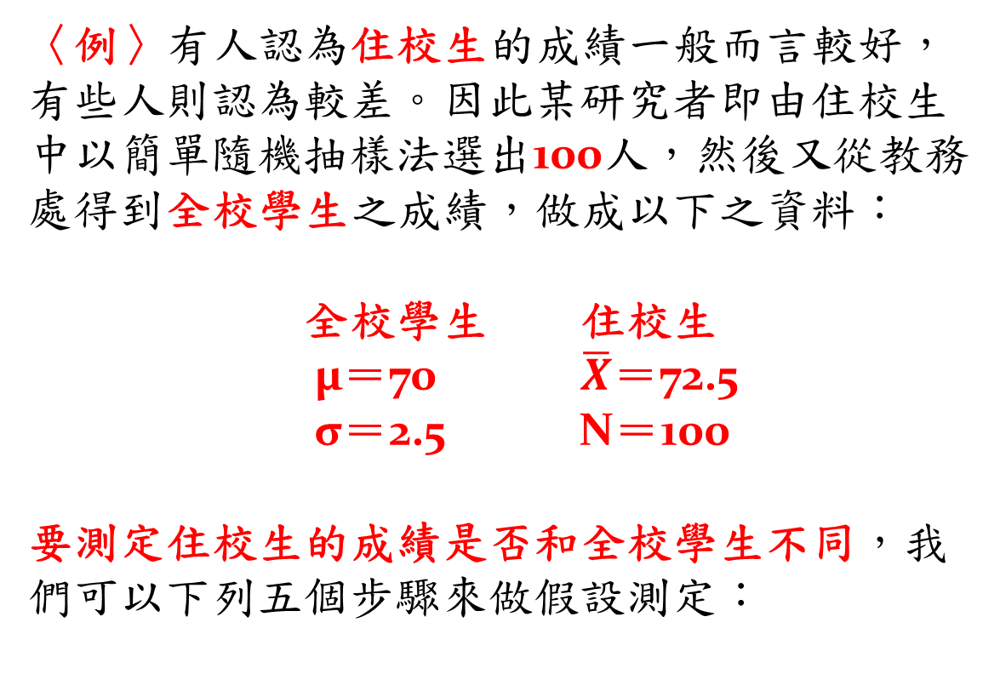 〈例〉有人認為住校生的成績一般而言較好，
有些人則認為較差。因此某研究者即由住校生
中以簡單隨機抽樣法選出100人，然後又從教務
處得到全校學生之成績，做成以下之資料：
全校學生 住校生
μ＝70 X̅＝72.5
σ＝2.5 N＝100
要測定住校生的成績是否和全校學生不同，我
們可以下列五個步驟來做假設測定：